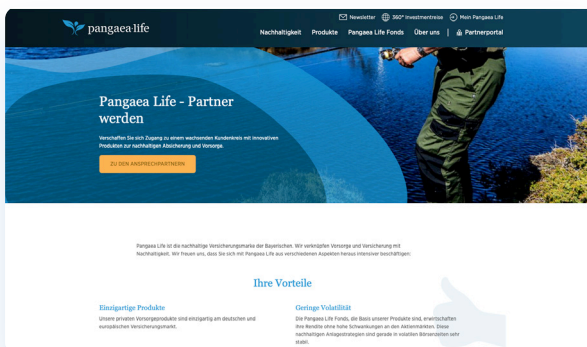 Newsletter 360° Investmentreise Mein Pangaea Life
pangaea·life
Nachhaltigkeit Produkte Pangaea Life Fonds Über uns | Partnerportal
Pangaea Life - Partner
werden
Verschaffen Sie sich Zugang zu einem wachsenden Kundenkreis mit innovativen
Produkten zur nachhaltigen Absicherung und Vorsorge.
ZU DEN ANSPRECHPARTNERN
Pangaea Life ist die nachhaltige Versicherungsmarke der Bayerischen. Wir verknüpfen Vorsorge und Versicherung mit
Nachhaltigkeit. Wir freuen uns, dass Sie sich mit Pangaea Life aus verschiedenen Aspekten heraus intensiver beschäftigen.
Ihre Vorteile
Einzigartige Produkte
Unsere privaten Vorsorgeprodukte sind einzigartig am deutschen und
europäischen Versicherungsmarkt.
Geringe Volatilität
Die Pangaea Life Fonds, die Basis unserer Produkte sind, erwirtschaften
ihre Rendite ohne hohe Schwankungen an den Aktienmärkten. Diese
nachhaltigen Anlagestrategien sind gerade in volatilen Börsenzeiten sehr
stabil.